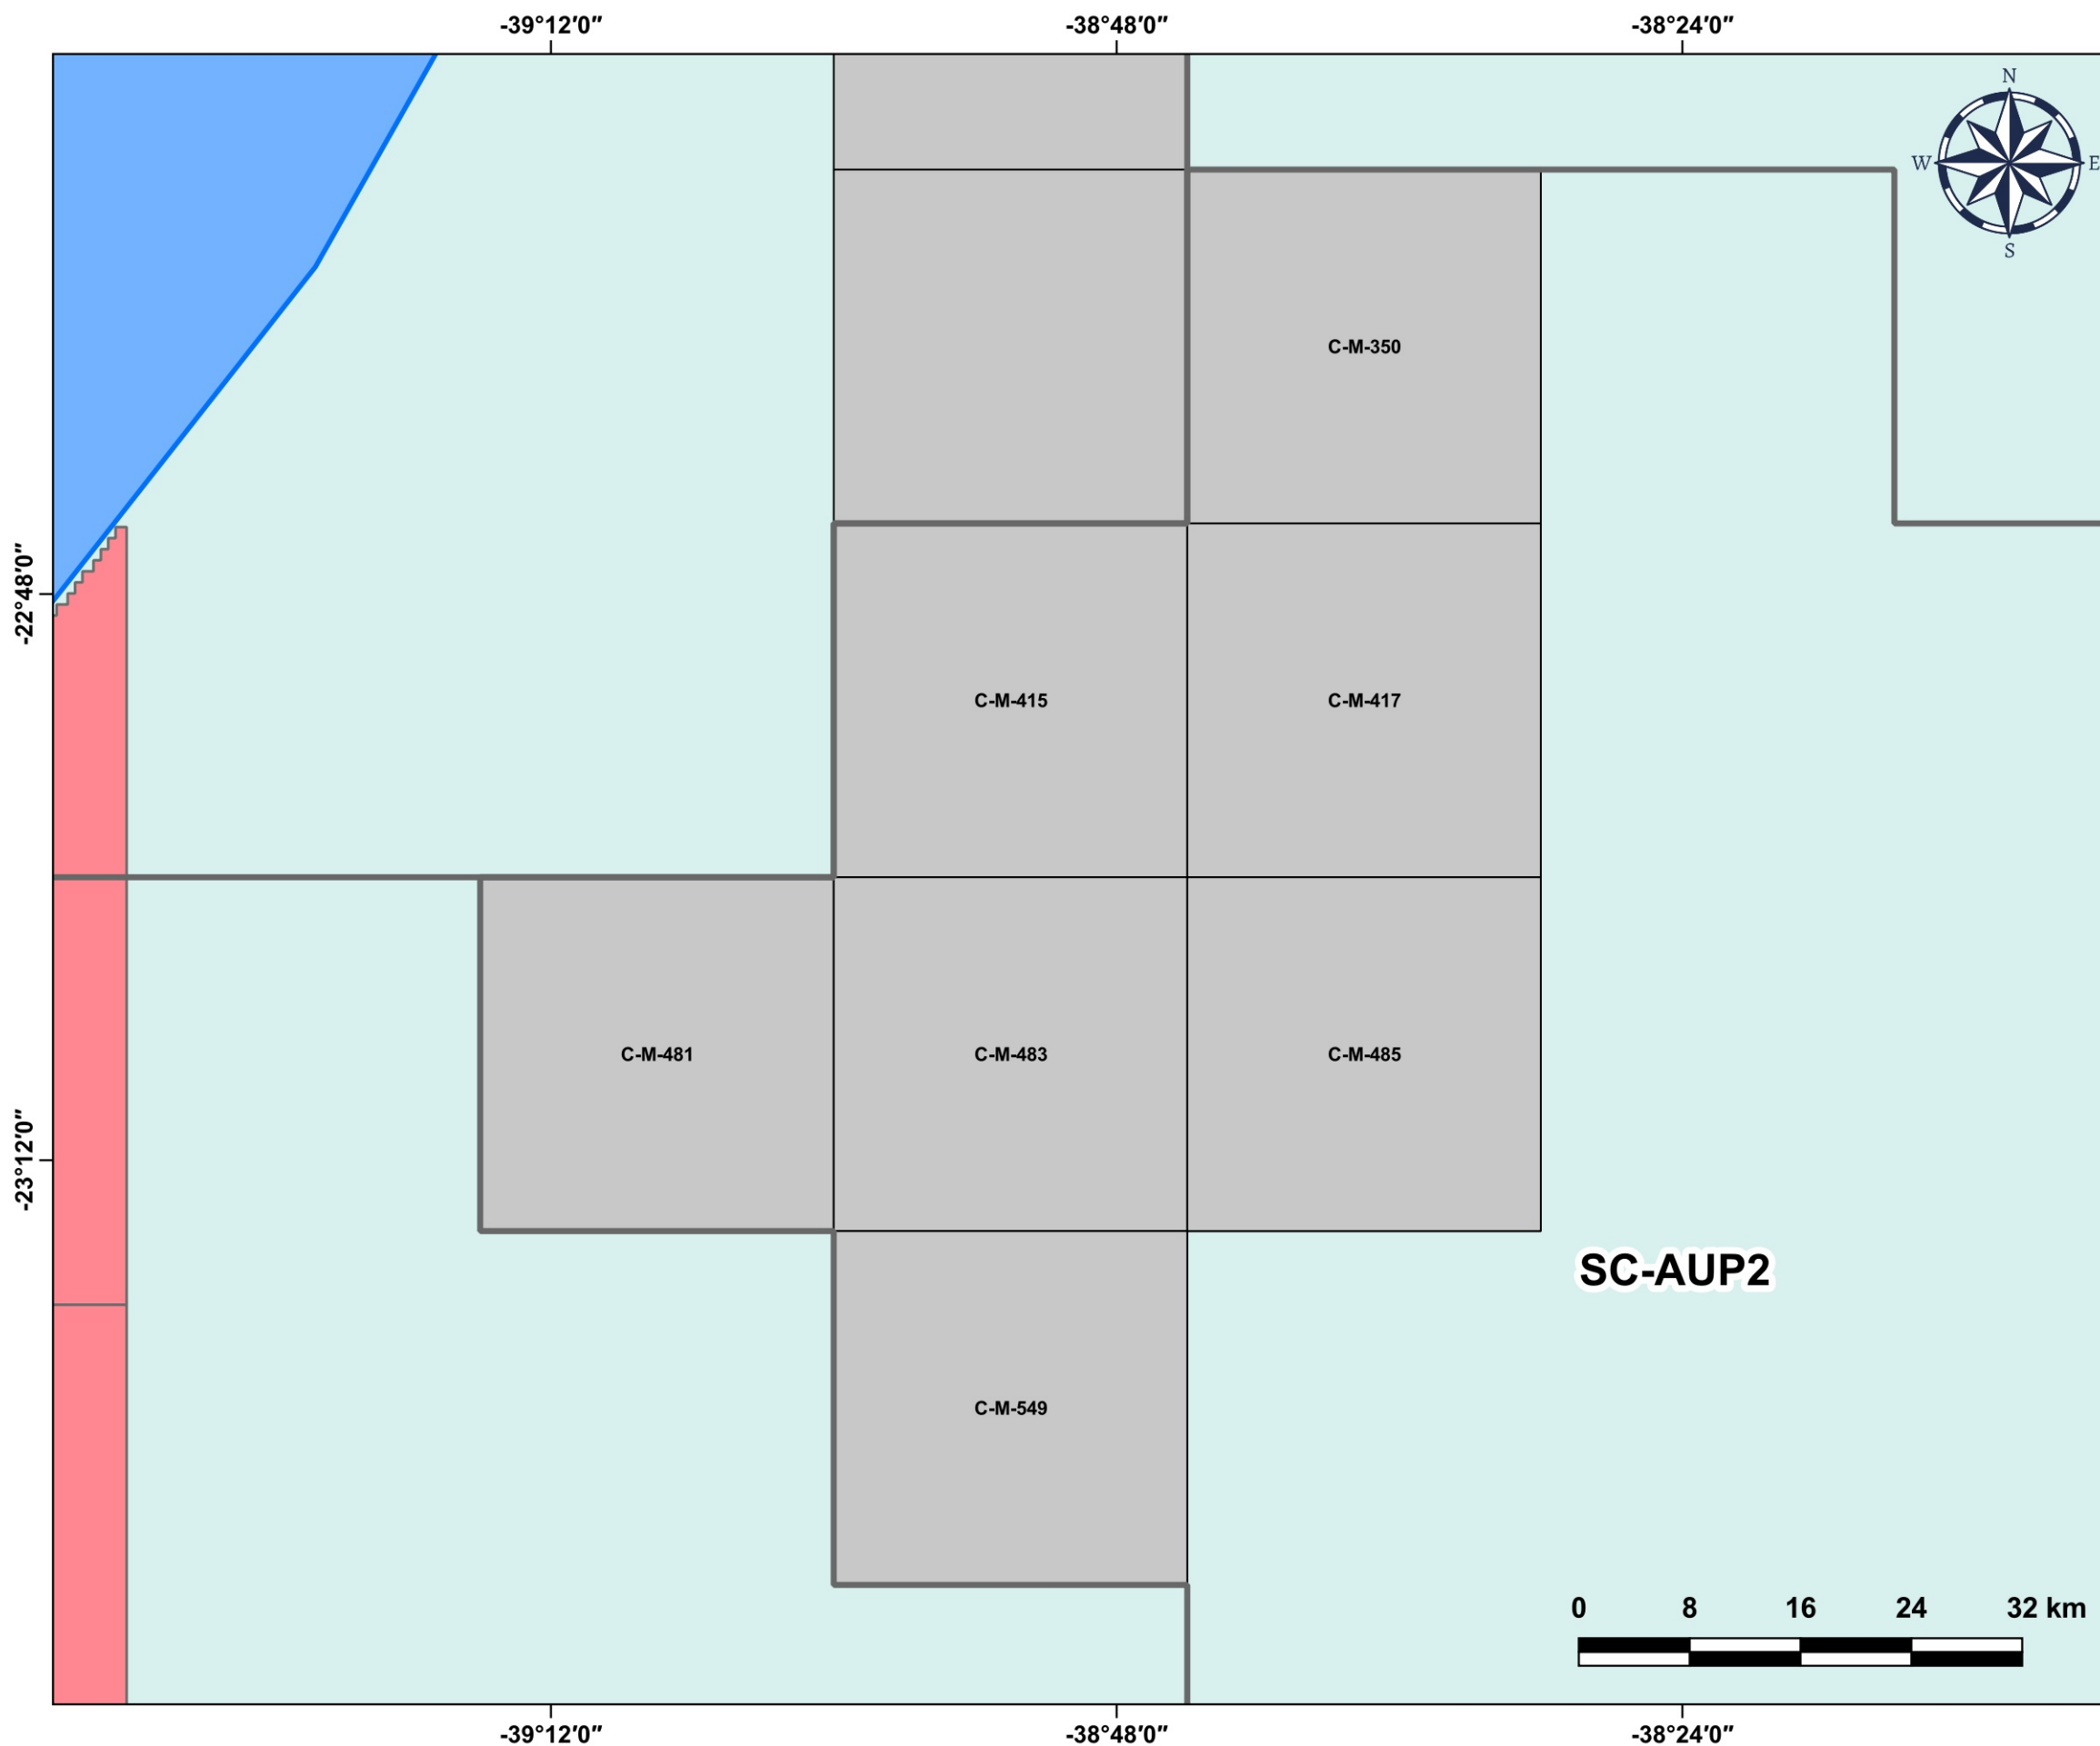 -39°12′0″ -38°48′0″ -38°24′0″
N
W E
S
C-M-350
-22°48′0″
C-M-415 C-M-417
C-M-481 C-M-483 C-M-485
-23°12′0″
SC-AUP2
C-M-549
0 8 16 24 32 km
-39°12′0″ -38°48′0″ -38°24′0″